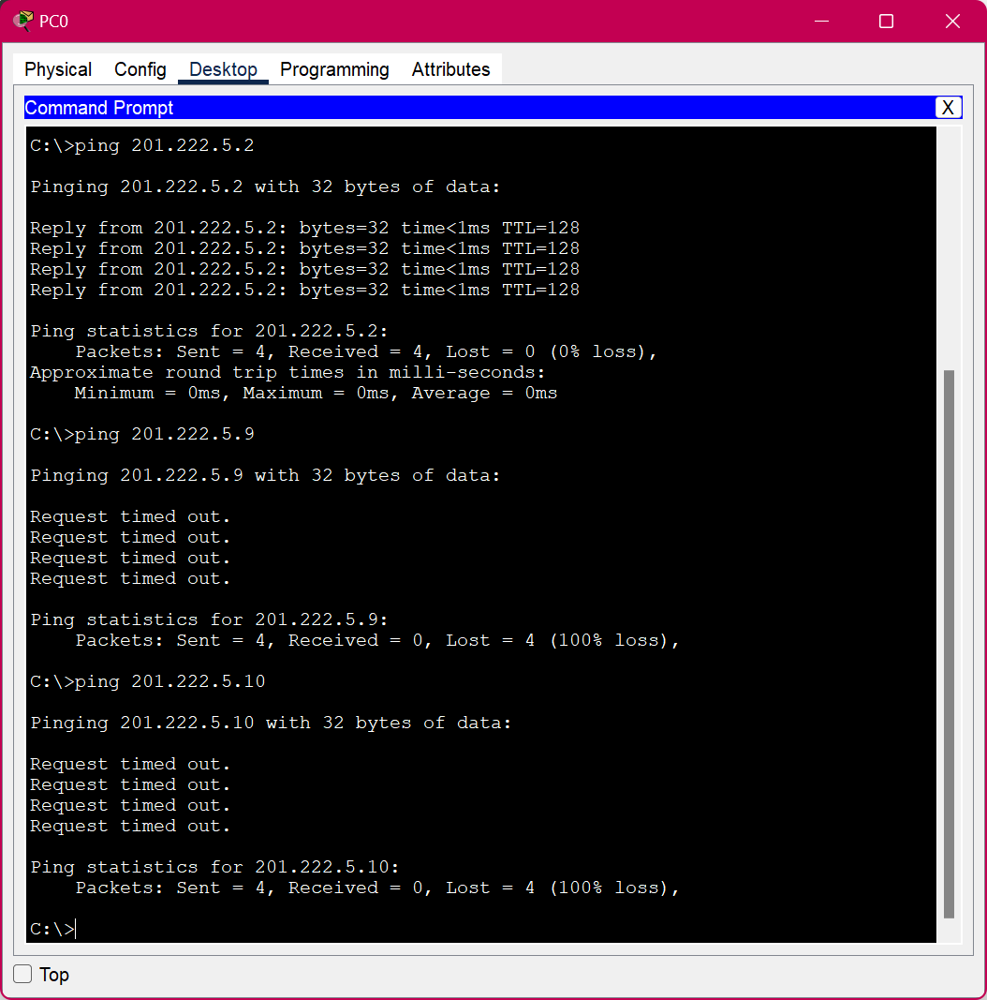 PC0
Physical Config Desktop Programming Attributes
Command Prompt X
C:\>ping 201.222.5.2
Pinging 201.222.5.2 with 32 bytes of data:
Reply from 201.222.5.2: bytes=32 time<1ms TTL=128
Reply from 201.222.5.2: bytes=32 time<1ms TTL=128
Reply from 201.222.5.2: bytes=32 time<1ms TTL=128
Reply from 201.222.5.2: bytes=32 time<1ms TTL=128
Ping statistics for 201.222.5.2:
    Packets: Sent = 4, Received = 4, Lost = 0 (0% loss),
Approximate round trip times in milli-seconds:
    Minimum = 0ms, Maximum = 0ms, Average = 0ms
C:\>ping 201.222.5.9
Pinging 201.222.5.9 with 32 bytes of data:
Request timed out.
Request timed out.
Request timed out.
Request timed out.
Ping statistics for 201.222.5.9:
    Packets: Sent = 4, Received = 0, Lost = 4 (100% loss),
C:\>ping 201.222.5.10
Pinging 201.222.5.10 with 32 bytes of data:
Request timed out.
Request timed out.
Request timed out.
Request timed out.
Ping statistics for 201.222.5.10:
    Packets: Sent = 4, Received = 0, Lost = 4 (100% loss),
C:\>
Top